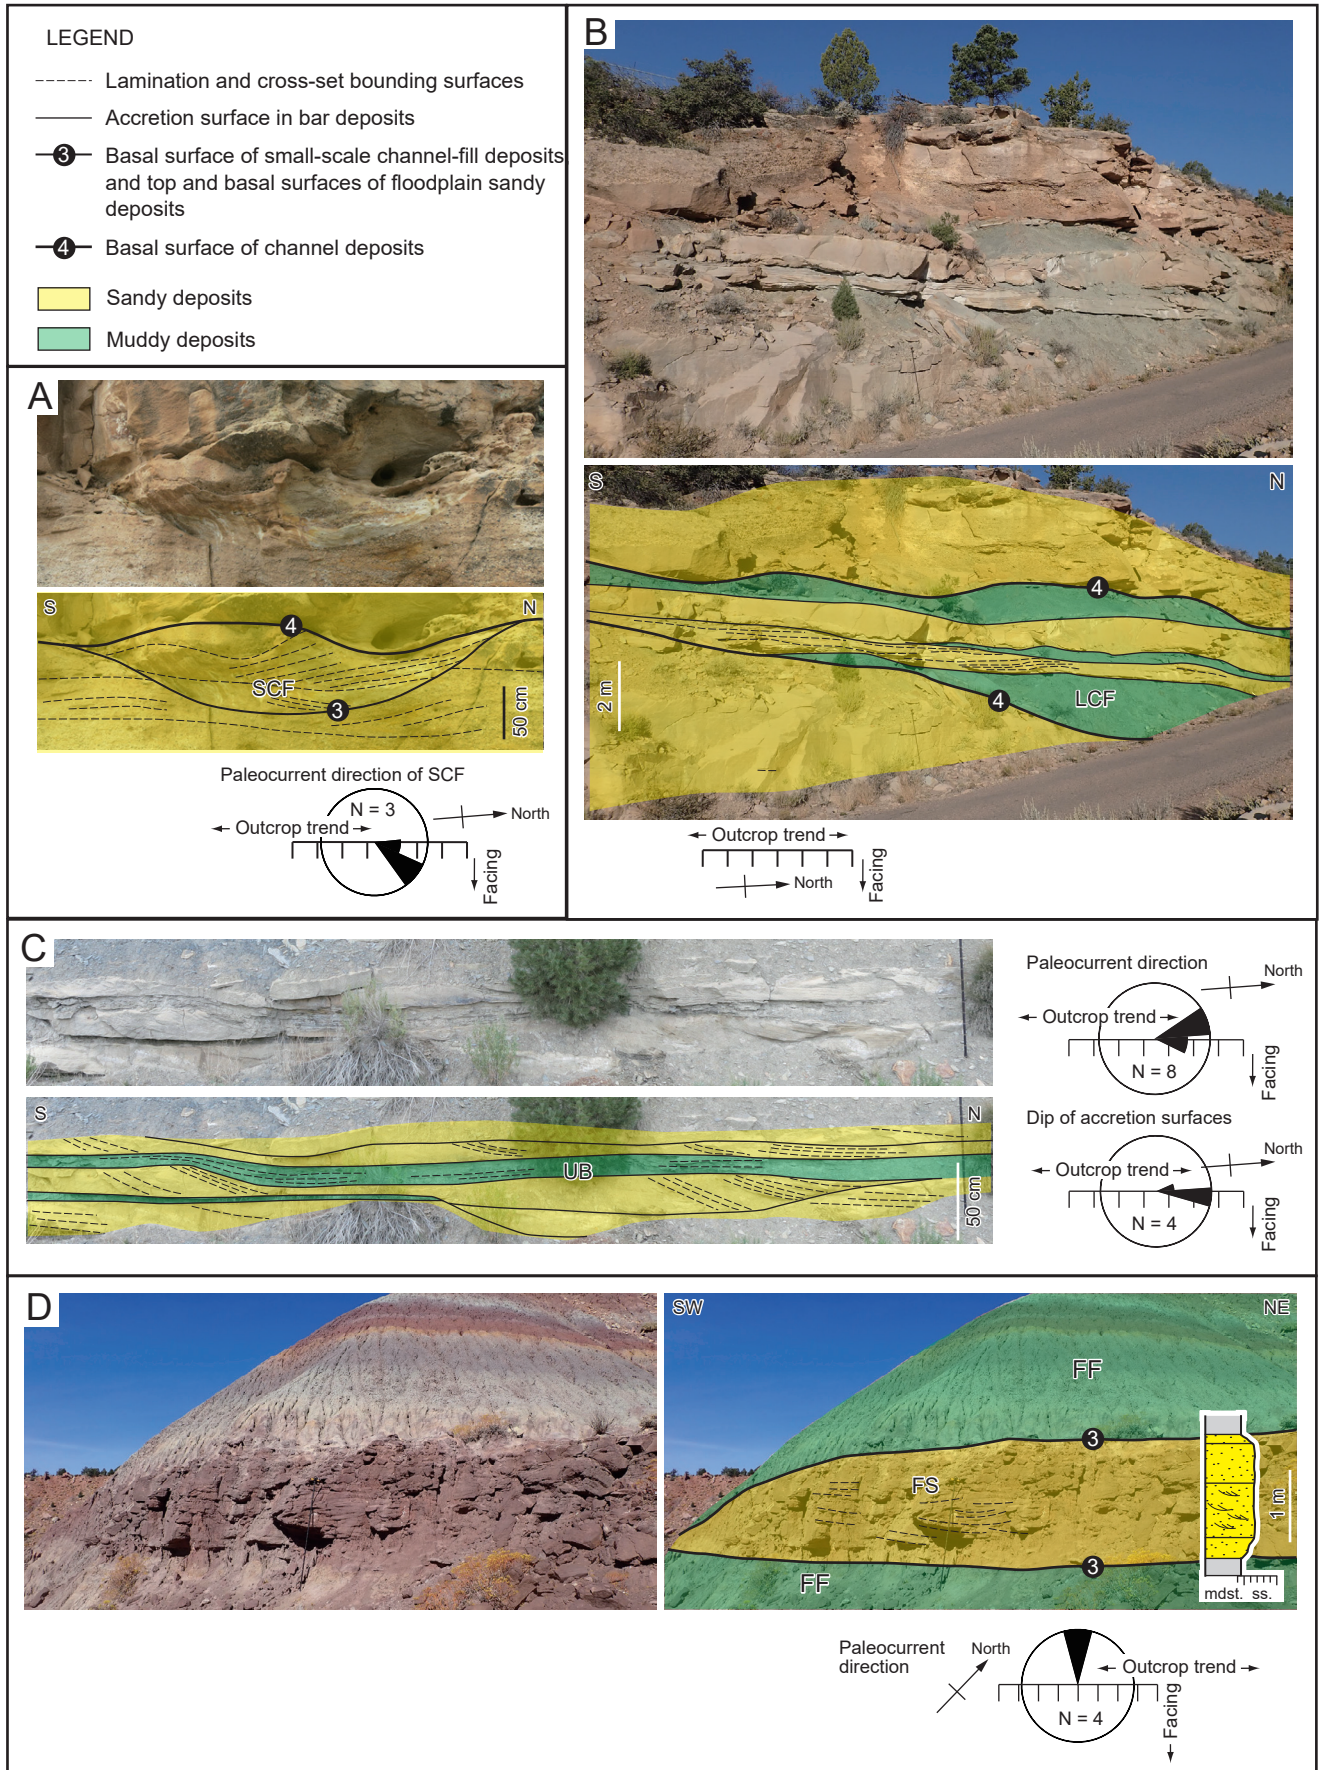 LEGEND
Lamination and cross-set bounding surfaces
Accretion surface in bar deposits
3
Basal surface of small-scale channel-fill deposits,
and top and basal surfaces of floodplain sandy
deposits
4
Basal surface of channel deposits
Sandy deposits
Muddy deposits
A
S
N
4
SCF
3
50 cm
Paleocurrent direction of SCF
N = 3
Outcrop trend
North
Facing
B
S
N
4
2 m
4
LCF
Outcrop trend
North
Facing
C
S
N
UB
50 cm
Paleocurrent direction
North
Outcrop trend
N = 8
Facing
Dip of accretion surfaces
North
Outcrop trend
N = 4
Facing
D
SW
NE
FF
3
FS
1 m
3
FF
mdst. ss.
Paleocurrent
direction
North
Outcrop trend
N = 4
Facing